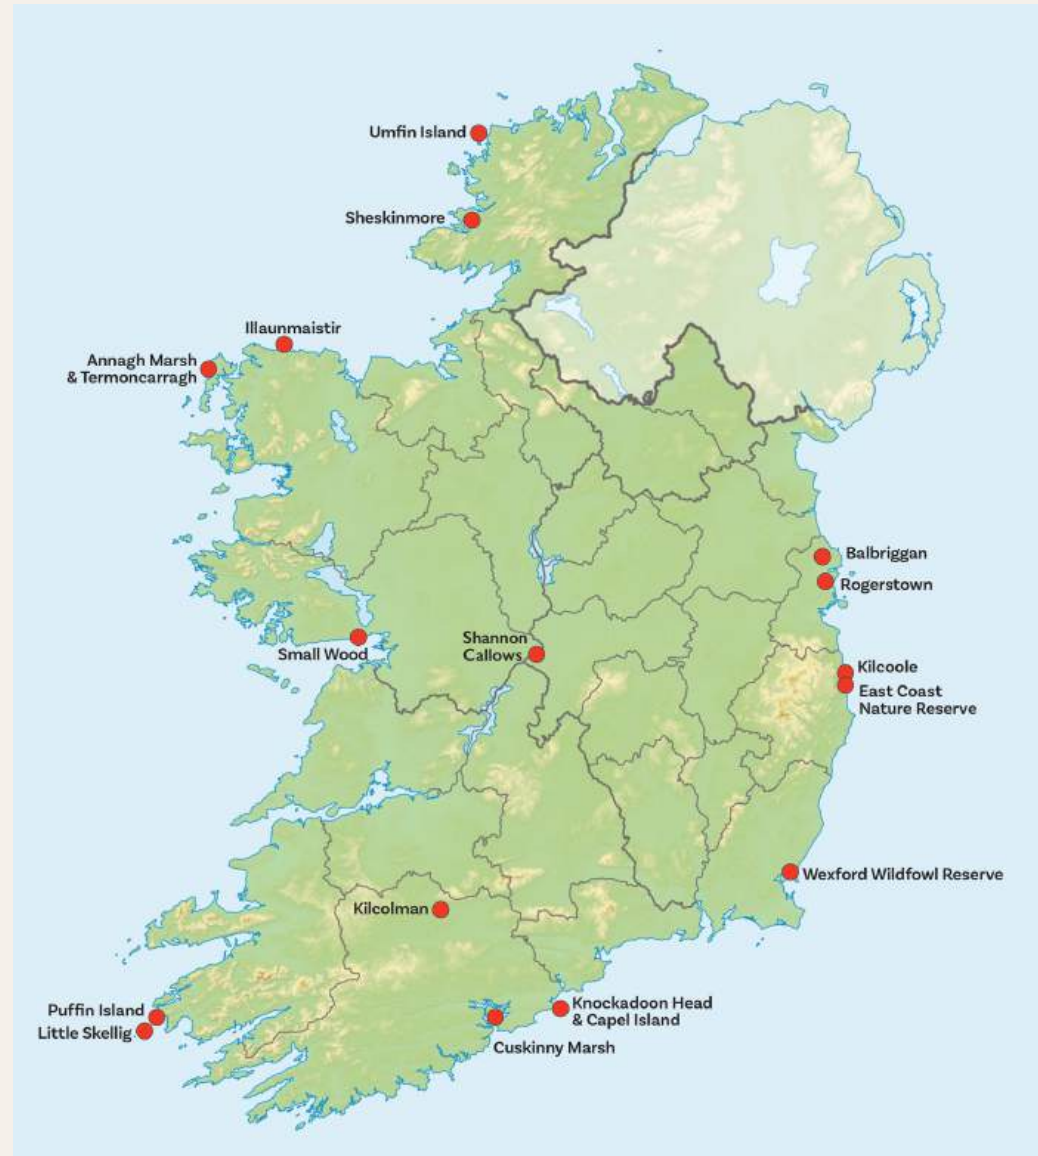 Umfin Island
Sheskinmore
Illaunmaistir
Annagh Marsh
& Termoncarragh
Balbriggan
Rogerstown
Small Wood
Shannon
Callows
Kilcoole
East Coast
Nature Reserve
Wexford Wildfowl Reserve
Kilcolman
Puffin Island
Little Skellig
Knockadoon Head
& Capel Island
Cuskinny Marsh